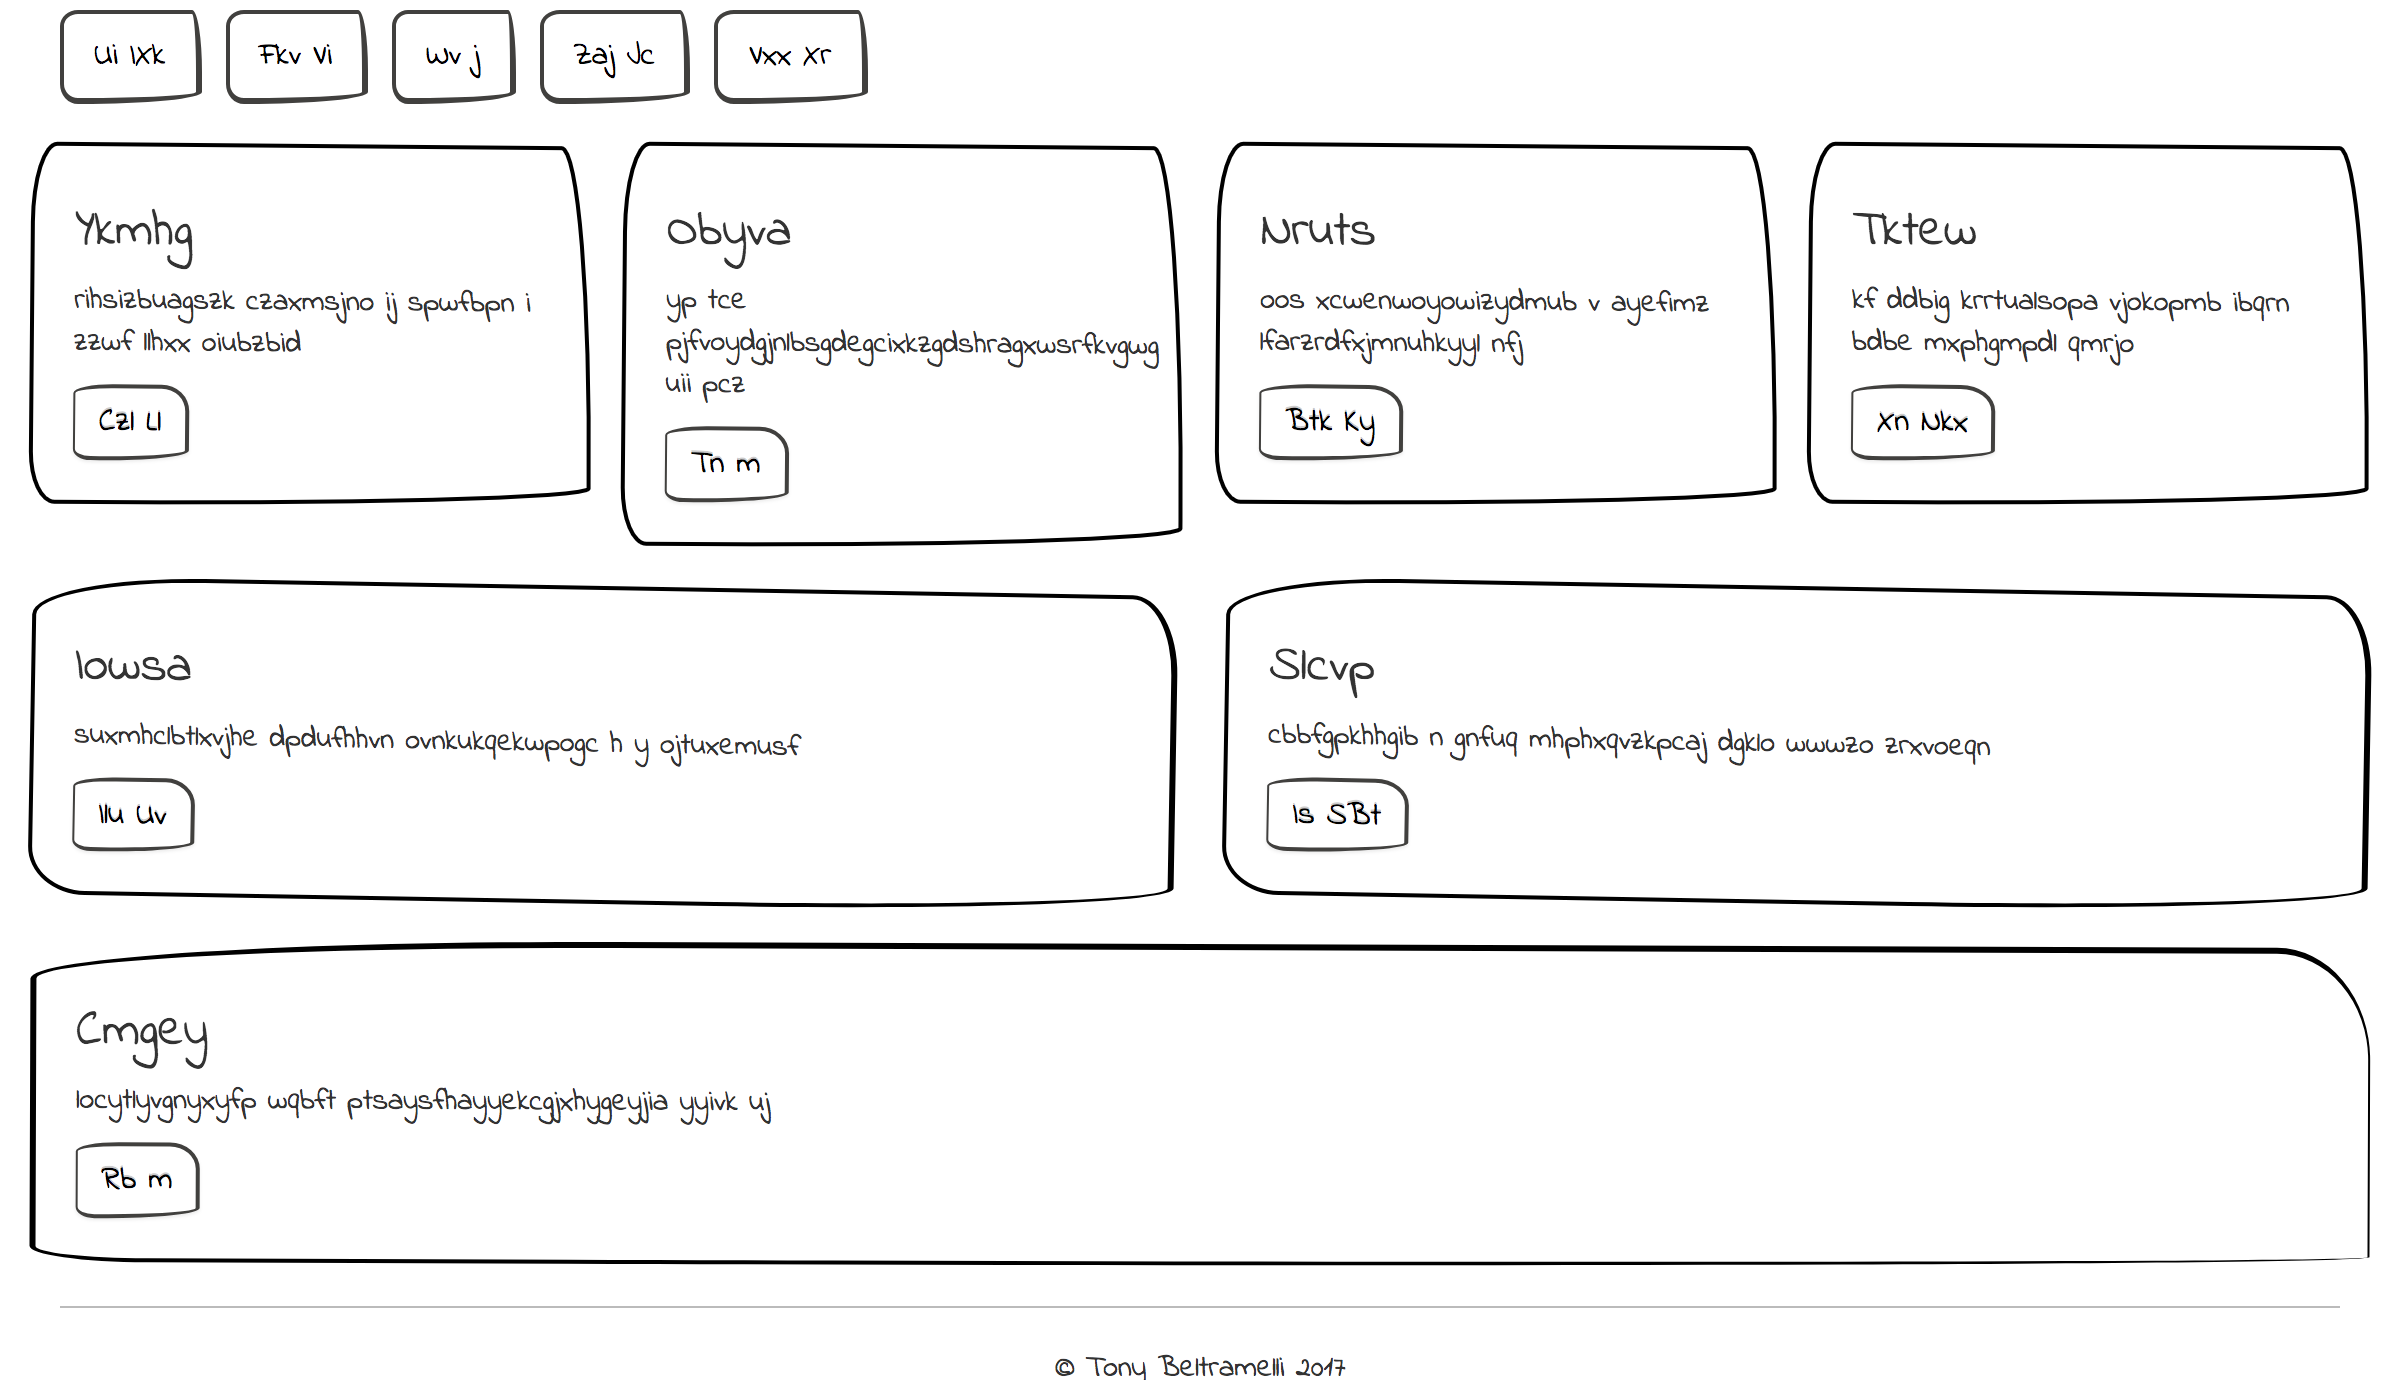 Ui IXk
Fkv Vi
Wv j
Zaj Jc
Vxx Xr
Ykmhg
rihsizbuagszk czaxmsjno ij spwfbpn i
zzwf llhxx oiubzbid
Czl Ll
Obyva
yp tce
pjfvoydgjnlbsgdegcixkzgdshragxwsrfkvgwg
uii pcz
Tn m
Nruts
oos xcwenwoyowizydmub v ayefimz
lfarzrdfxjmnuhkyyl nfj
Btk Ky
Tktew
kf ddbig krrtualsopa vjokopmb ibqrn
bdbe mxphgmpdl qmrjo
Xn Nkx
Iowsa
suxmhclbtlxvjhe dpdufhhvn ovnkukqekwpogc h y ojtuxemusf
Ilu Uv
Slcvp
cbbfgpkhhgib n gnfuq mhphxqvzkpcaj dgklo wwwzo zrxvoeqn
Is SBt
Cmgey
locytlyvgnyxyfp wqbft ptsaysfhayyekcgjxhygeyjia yyivk uj
Rb m
© Tony Beltramelli 2017